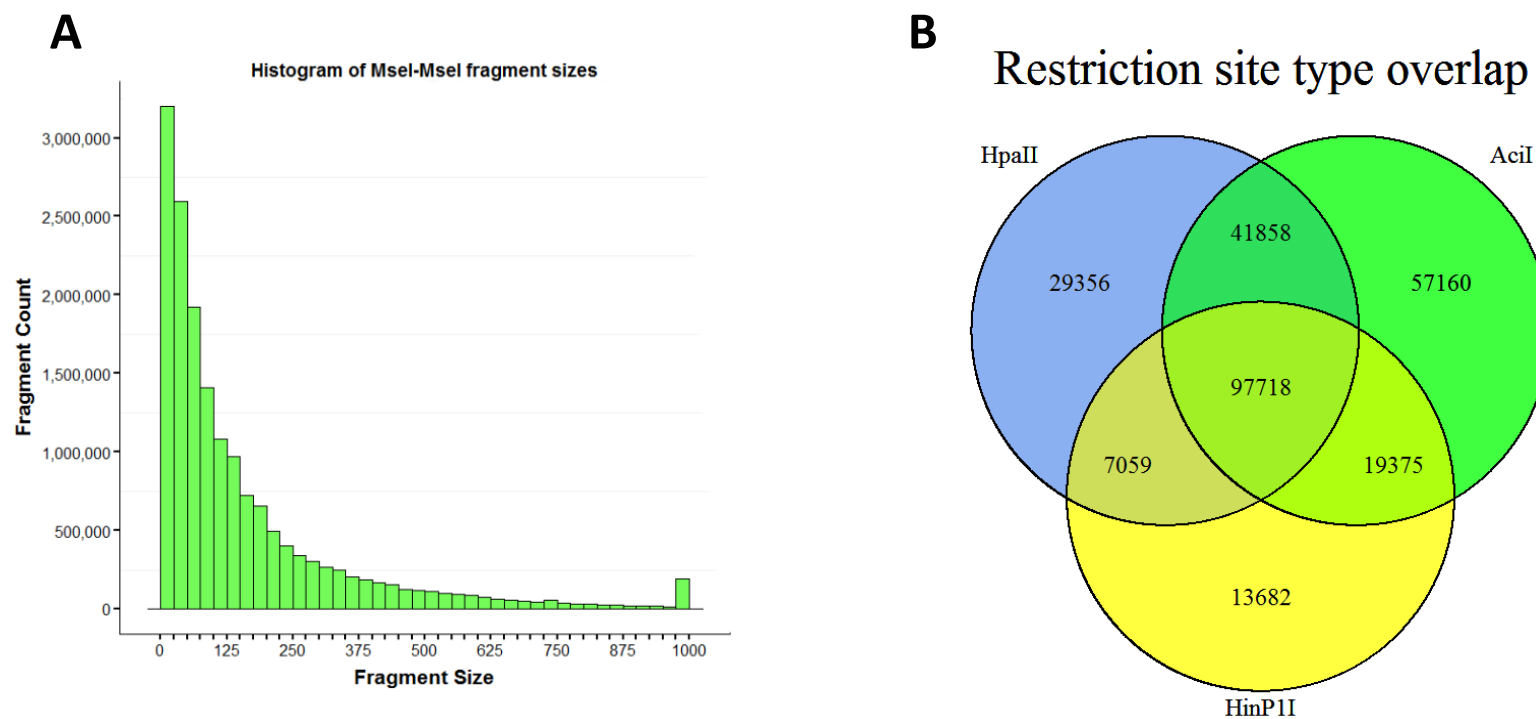 A
Histogram of MseI-MseI fragment sizes
Fragment Count
3,000,000
2,500,000
2,000,000
1,500,000
1,000,000
500,000
0
0 125 250 375 500 625 750 875 1000
Fragment Size
B
Restriction site type overlap
HpaII
AciI
41858
29356
57160
97718
7059
19375
13682
HinP1I